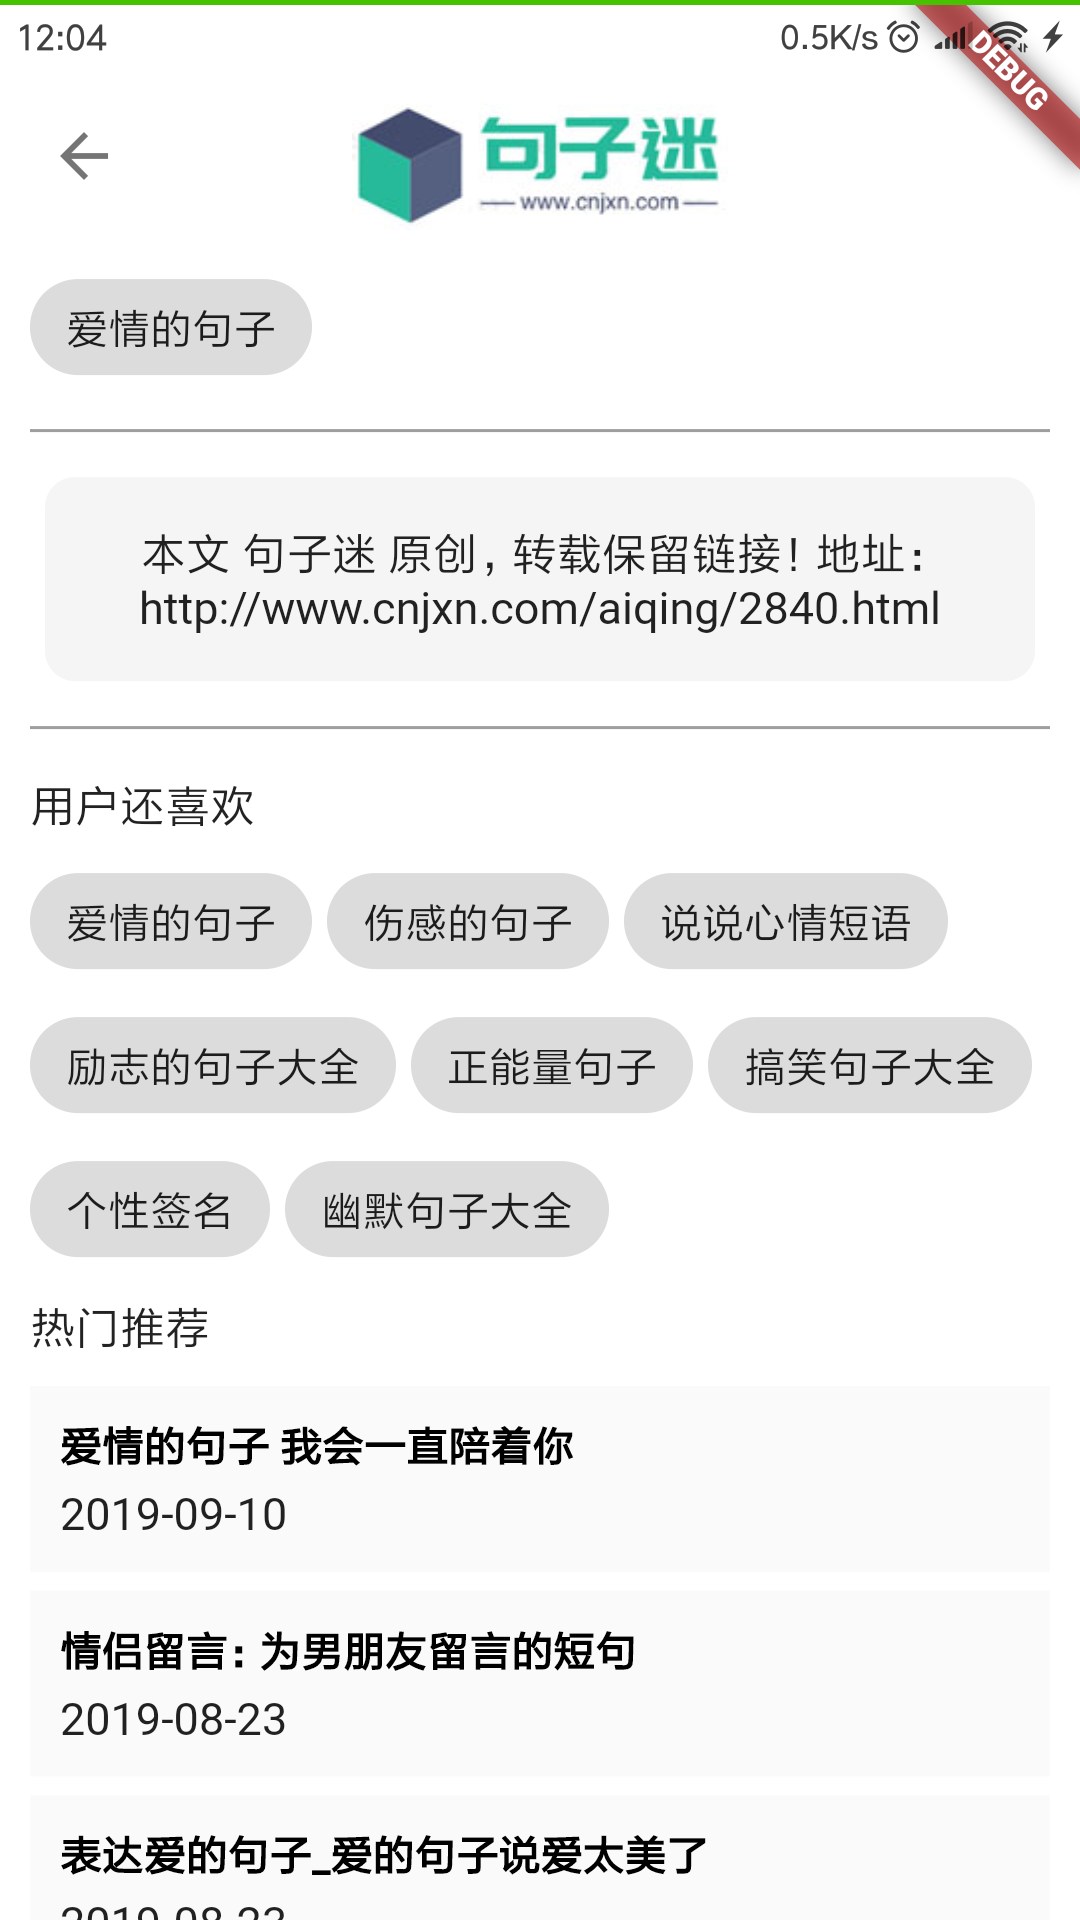 12:04
0.5K/s
DEBUG
句子迷
www.cnjxn.com
爱情的句子
本文 句子迷 原创，转载保留链接！地址：
http://www.cnjxn.com/aiqing/2840.html
用户还喜欢
爱情的句子 伤感的句子 说说心情短语
励志的句子大全 正能量句子 搞笑句子大全
个性签名 幽默句子大全
热门推荐
爱情的句子 我会一直陪着你
2019-09-10
情侣留言：为男朋友留言的短句
2019-08-23
表达爱的句子_爱的句子说爱太美了
2019-08-23